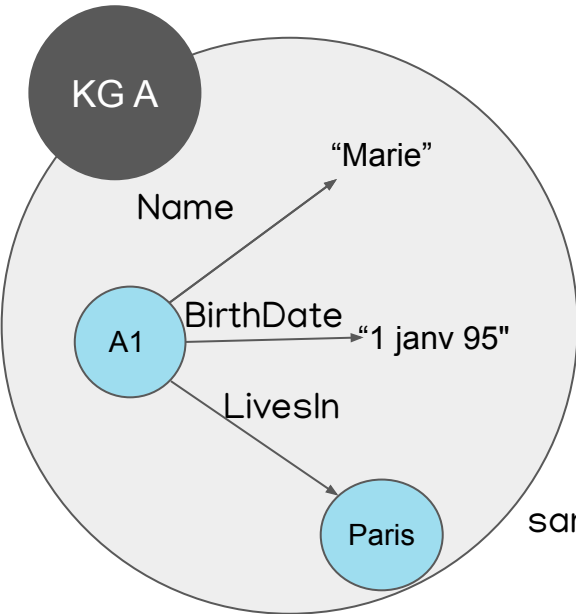 KG A
“Marie”
Name
BirthDate
“1 janv 95"
A1
LivesIn
Paris